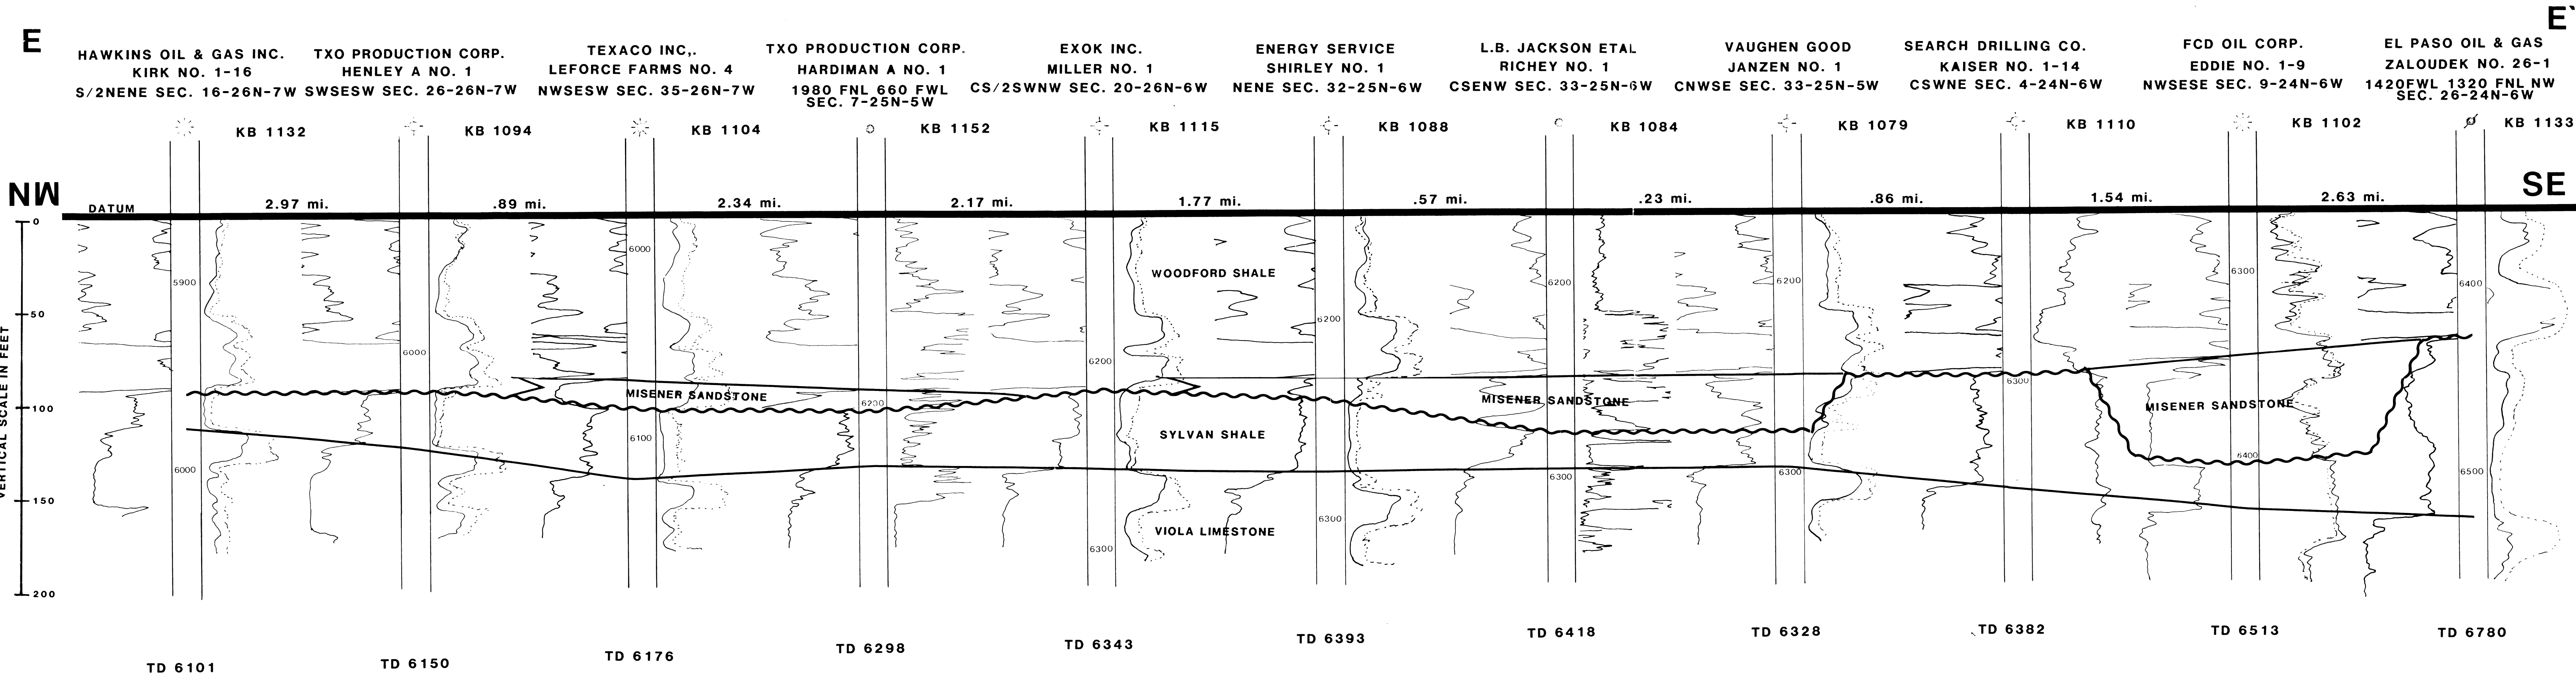 E
E'
HAWKINS OIL & GAS INC.
KIRK NO. 1-16
S/2NENE SEC. 16-26N-7W
KB 1132
TXO PRODUCTION CORP.
HENLEY A NO. 1
SWSESW SEC. 26-26N-7W
KB 1094
TEXACO INC,.
LEFORCE FARMS NO. 4
NWSESW SEC. 35-26N-7W
KB 1104
TXO PRODUCTION CORP.
HARDIMAN A NO. 1
1980 FNL 660 FWL
SEC. 7-25N-5W
KB 1152
EXOK INC.
MILLER NO. 1
CS/2SWNW SEC. 20-26N-6W
KB 1115
ENERGY SERVICE
SHIRLEY NO. 1
NENE SEC. 32-25N-6W
KB 1088
L.B. JACKSON ETAL
RICHEY NO. 1
CSENW SEC. 33-25N-6W
KB 1084
VAUGHEN GOOD
JANZEN NO. 1
CNWSE SEC. 33-25N-5W
KB 1079
SEARCH DRILLING CO.
KAISER NO. 1-14
CSWNE SEC. 4-24N-6W
KB 1110
FCD OIL CORP.
EDDIE NO. 1-9
NWSESE SEC. 9-24N-6W
KB 1102
EL PASO OIL & GAS
ZALOUDEK NO. 26-1
1420FWL 1320 FNL NW
SEC. 26-24N-6W
KB 1133
NW
SE
DATUM
2.97 mi.
.89 mi.
2.34 mi.
2.17 mi.
1.77 mi.
.57 mi.
.23 mi.
.86 mi.
1.54 mi.
2.63 mi.
VERTICAL SCALE IN FEET
0
50
100
150
200
5900
6000
6000
6000
6100
6200
6200
6300
6200
6300
6200
6300
6200
6300
6300
6300
6400
6400
6500
WOODFORD SHALE
MISENER SANDSTONE
MISENER SANDSTONE
MISENER SANDSTONE
SYLVAN SHALE
VIOLA LIMESTONE
TD 6101
TD 6150
TD 6176
TD 6298
TD 6343
TD 6393
TD 6418
TD 6328
TD 6382
TD 6513
TD 6780